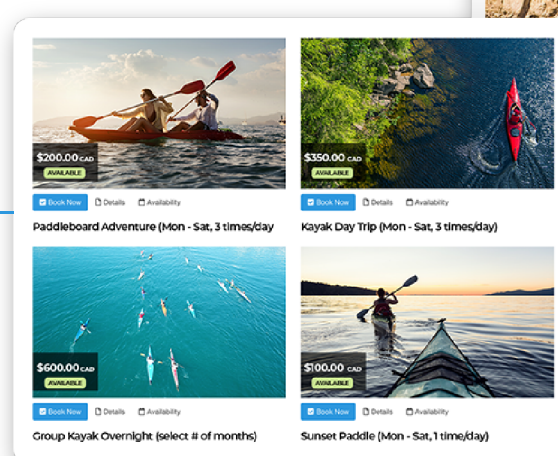 $200.00 CAD
AVAILABLE
Book Now Details Availability
Paddleboard Adventure (Mon - Sat, 3 times/day
$350.00 CAD
AVAILABLE
Book Now Details Availability
Kayak Day Trip (Mon - Sat, 3 times/day)
$600.00 CAD
AVAILABLE
Book Now Details Availability
Group Kayak Overnight (select # of months)
$100.00 CAD
AVAILABLE
Book Now Details Availability
Sunset Paddle (Mon - Sat, 1 time/day)